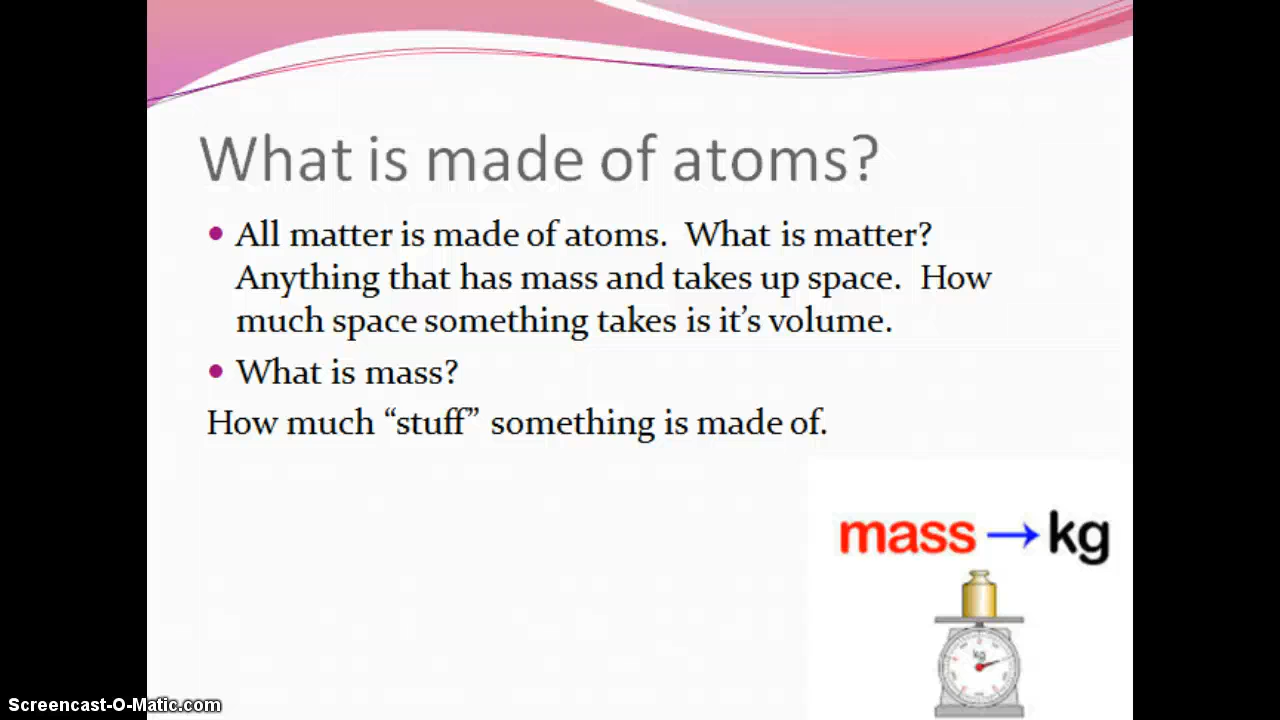 What is made of atoms?
• All matter is made of atoms.  What is matter?
Anything that has mass and takes up space.  How
much space something takes is it’s volume.
• What is mass?
How much “stuff” something is made of.
mass → kg
kg
Screencast-O-Matic.com